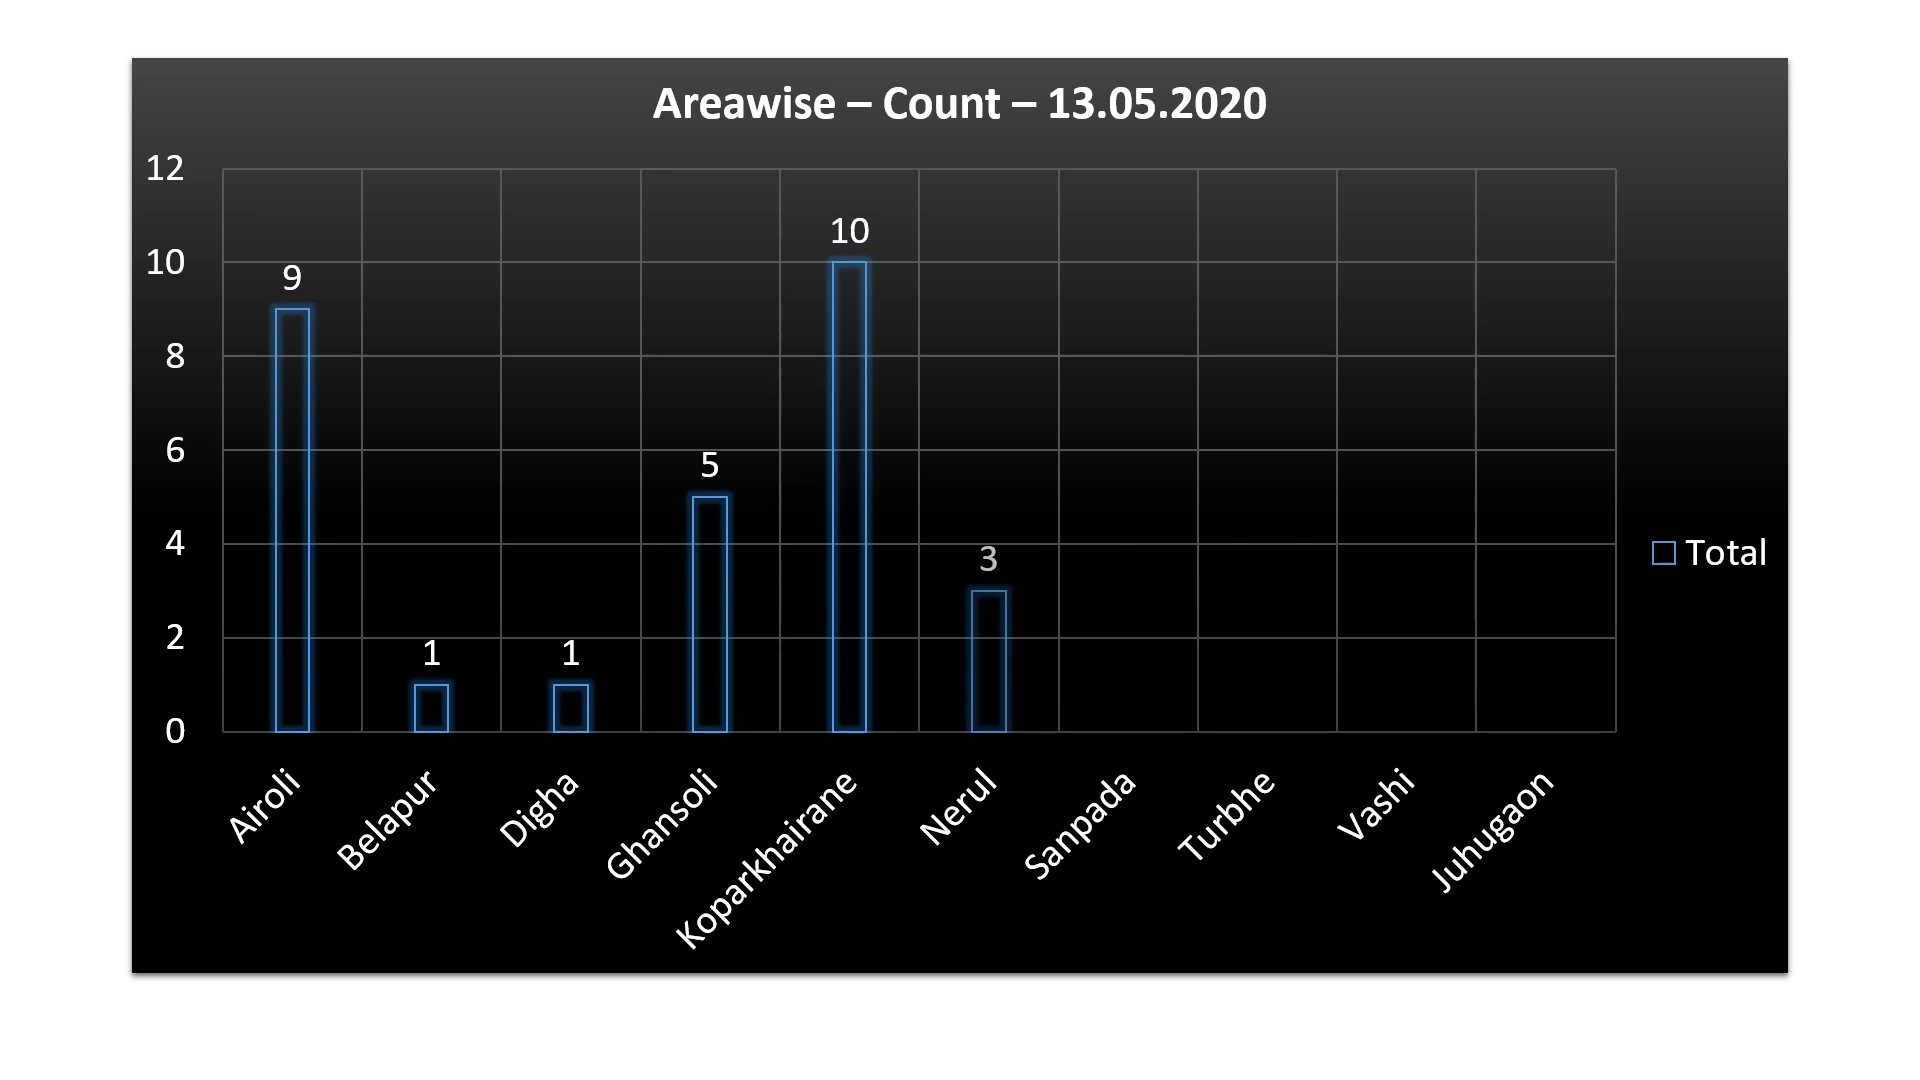 Areawise – Count – 13.05.2020
12
10
8
6
4
2
0
9
1
1
5
10
3
Airoli
Belapur
Digha
Ghansoli
Koparkhairane
Nerul
Sanpada
Turbhe
Vashi
Juhugaon
Total